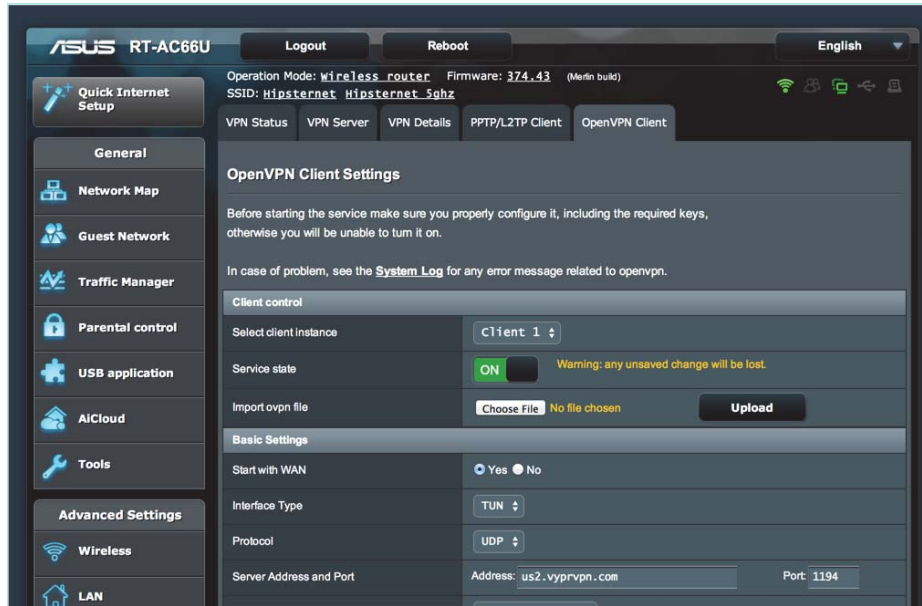 ASUS RT-AC66U
Logout
Reboot
English
Quick Internet
Setup
Operation Mode: Wireless router Firmware: 374.43 (Merlin build)
SSID: Hipsternet Hipsternet 5ghz
VPN Status
VPN Server
VPN Details
PPTP/L2TP Client
OpenVPN Client
General
Network Map
Guest Network
Traffic Manager
Parental control
USB application
AiCloud
Tools
Advanced Settings
Wireless
LAN
OpenVPN Client Settings
Before starting the service make sure you properly configure it, including the required keys,
otherwise you will be unable to turn it on.
In case of problem, see the System Log for any error message related to openvpn.
Client control
Select client instance
Client 1
Service state
ON
Warning: any unsaved change will be lost.
Import ovpn file
Choose File No file chosen
Upload
Basic Settings
Start with WAN
Yes No
Interface Type
TUN
Protocol
UDP
Server Address and Port
Address: us2.vyprvpn.com
Port: 1194